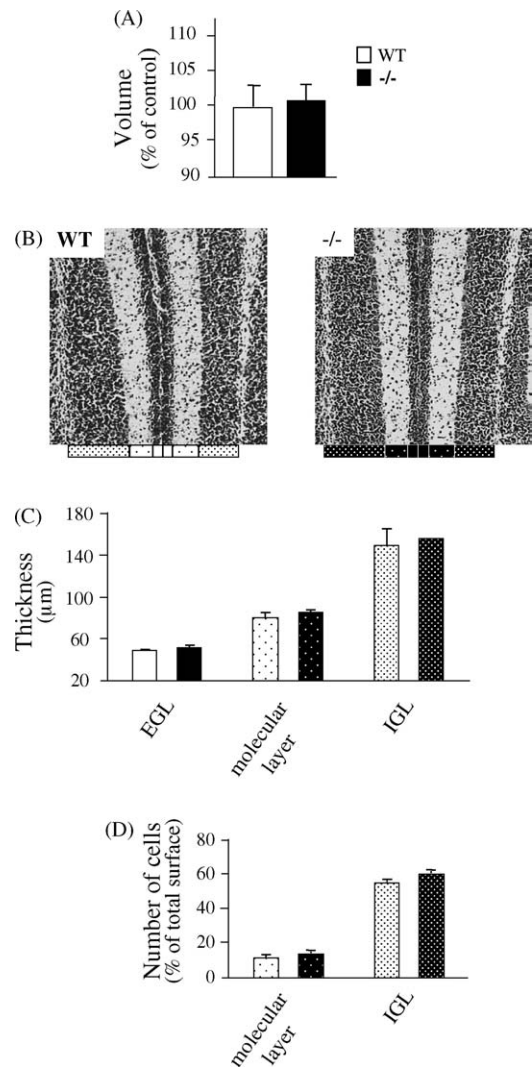 (A)
Volume
(% of control)
110
105
100
95
90
WT
-/-
(B)
WT
-/-
(C)
Thickness
(µm)
180
140
100
60
20
EGL
molecular
layer
IGL
(D)
Number of cells
(% of total surface)
80
60
40
20
0
molecular
layer
IGL